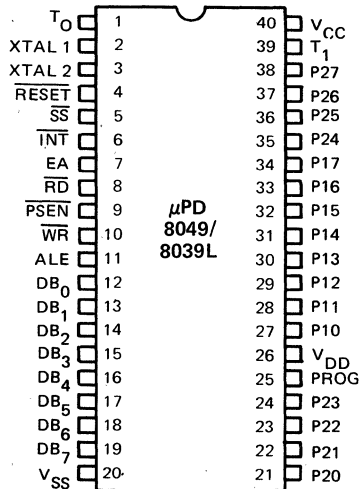 T0 1 40 VCC
XTAL 1 2 39 T1
XTAL 2 3 38 P27
RESET 4 37 P26
SS 5 36 P25
INT 6 35 P24
EA 7 34 P17
RD 8 33 P16
PSEN 9 μPD 32 P15
WR 10 8049/ 31 P14
ALE 11 8039L 30 P13
DB0 12 29 P12
DB1 13 28 P11
DB2 14 27 P10
DB3 15 26 VDD
DB4 16 25 PROG
DB5 17 24 P23
DB6 18 23 P22
DB7 19 22 P21
VSS 20 21 P20